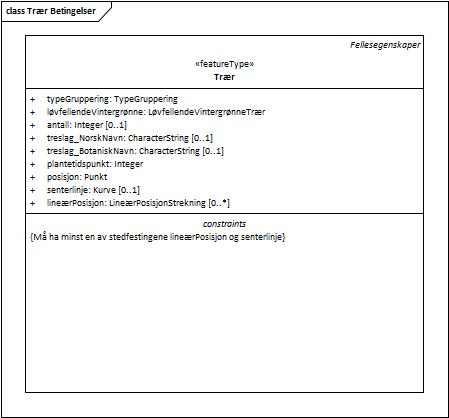 class Trær Betingelser
Fellesegenskaper
«featureType»
Trær
+ typeGruppering: TypeGruppering
+ løvfellendeVintergrønne: LøvfellendeVintergrønneTrær
+ antall: Integer [0..1]
+ treslag_NorskNavn: CharacterString [0..1]
+ treslag_BotaniskNavn: CharacterString [0..1]
+ plantetidspunkt: Integer
+ posisjon: Punkt
+ senterlinje: Kurve [0..1]
+ lineærPosisjon: LineærPosisjonStrekning [0..*]
constraints
{Må ha minst en av stedfestingene lineærPosisjon og senterlinje}